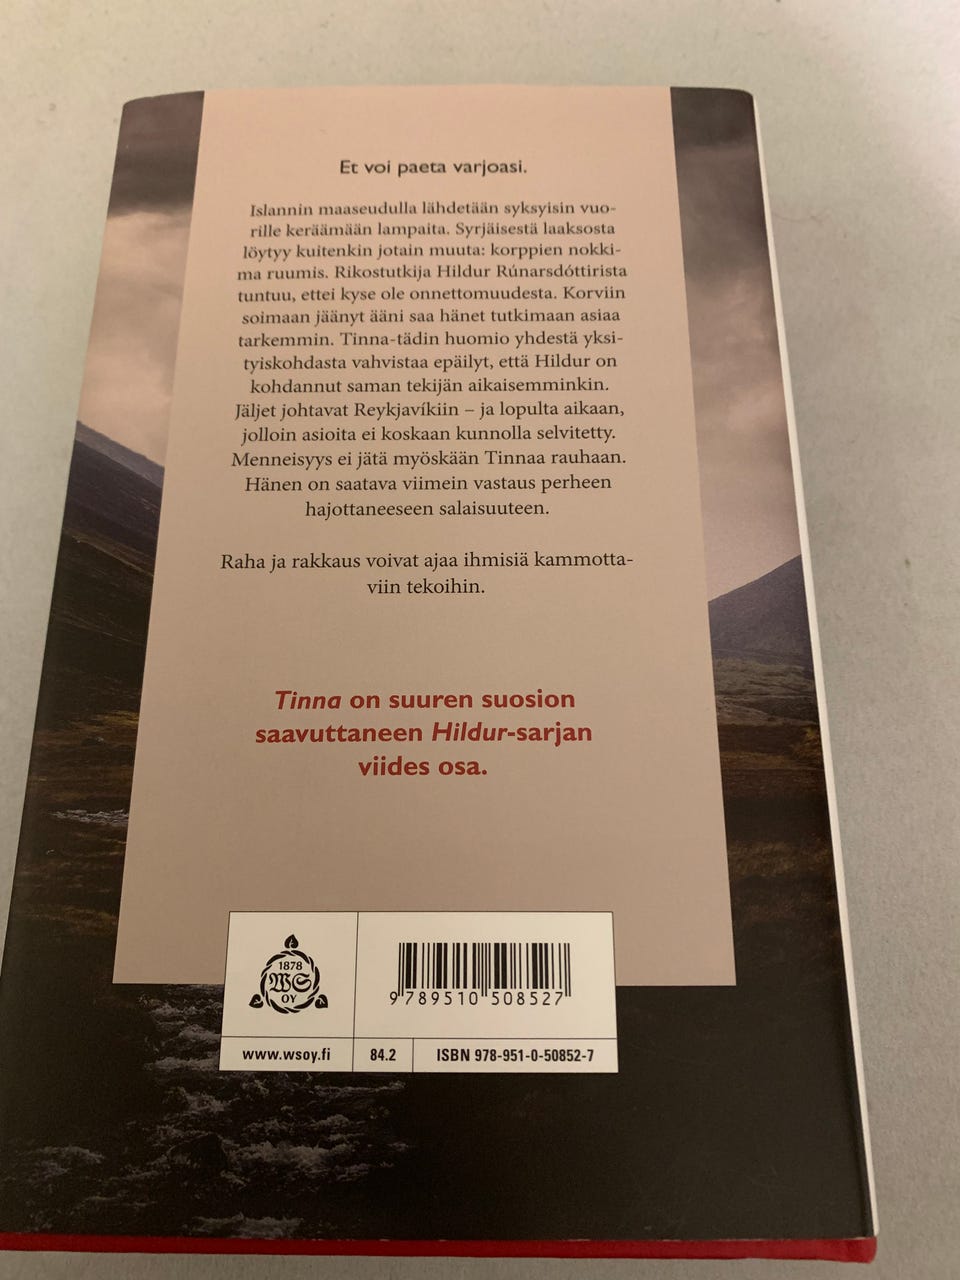 Et voi paeta varjoasi.
Islannin maaseudulla lähdetään syksyisin vuo-
rille keräämään lampaita. Syrjäisestä laaksosta
löytyy kuitenkin jotain muuta: korppien nokki-
ma ruumis. Rikostutkija Hildur Rúnarsdóttirista
tuntuu, ettei kyse ole onnettomuudesta. Korviin
soimaan jäänyt ääni saa hänet tutkimaan asiaa
tarkemmin. Tinna-tädin huomio yhdestä yksi-
tyiskohdasta vahvistaa epäilyt, että Hildur on
kohdannut saman tekijän aikaisemminkin.
Jäljet johtavat Reykjavíkiin – ja lopulta aikaan,
jolloin asioita ei koskaan kunnolla selvitetty.
Menneisyys ei jätä myöskään Tinnaa rauhaan.
Hänen on saatava viimein vastaus perheen
hajottaneeseen salaisuuteen.
Raha ja rakkaus voivat ajaa ihmisiä kammotta-
viin tekoihin.
Tinna on suuren suosion
saavuttaneen Hildur-sarjan
viides osa.
1878
WS
OY
9 789510 508527
www.wsoy.fi
84.2
ISBN 978-951-0-50852-7